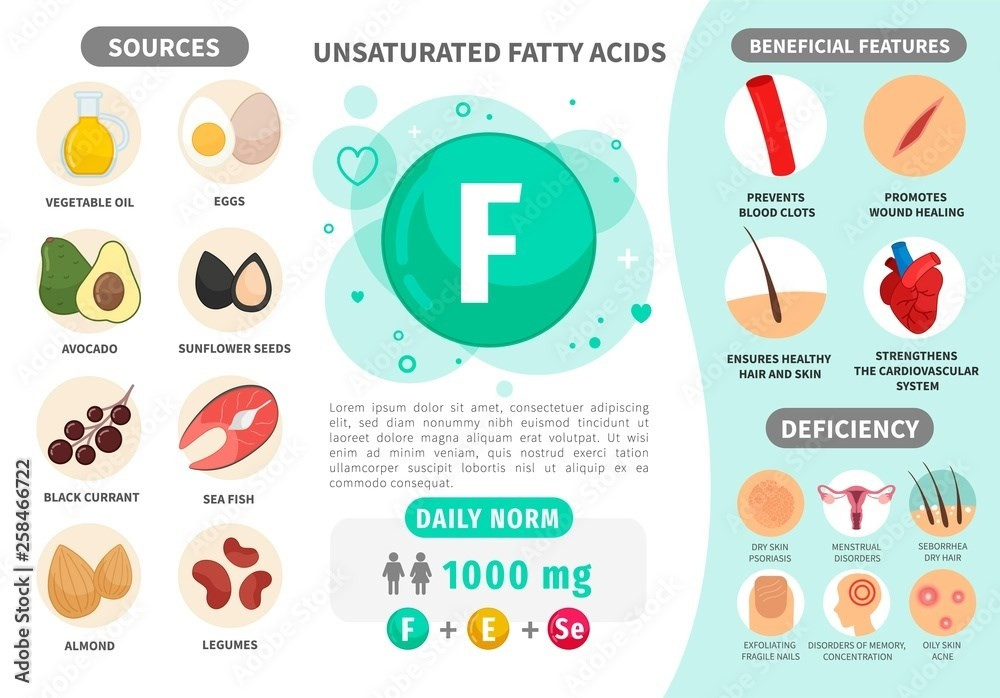 SOURCES
VEGETABLE OIL
EGGS
AVOCADO
SUNFLOWER SEEDS
BLACK CURRANT
SEA FISH
ALMOND
LEGUMES
UNSATURATED FATTY ACIDS
F
Lorem ipsum dolor sit amet, consectetuer adipiscing
elit, sed diam nonummy nibh euismod tincidunt ut
laoreet dolore magna aliquam erat volutpat. Ut wisi
enim ad minim veniam, quis nostrud exerci tation
ullamcorper suscipit lobortis nisl ut aliquip ex ea
commodo consequat.
DAILY NORM
1000 mg
F + E + Se
BENEFICIAL FEATURES
PREVENTS
BLOOD CLOTS
PROMOTES
WOUND HEALING
ENSURES HEALTHY
HAIR AND SKIN
STRENGTHENS
THE CARDIOVASCULAR
SYSTEM
DEFICIENCY
DRY SKIN
PSORIASIS
MENSTRUAL
DISORDERS
SEBORRHEA
DRY HAIR
EXFOLIATING
FRAGILE NAILS
DISORDERS OF MEMORY,
CONCENTRATION
OILY SKIN
ACNE
Adobe Stock | #258466722